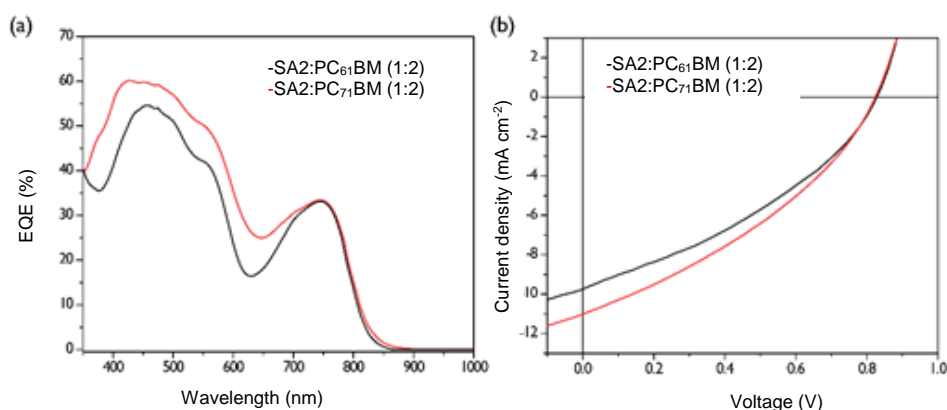 (a)
70
60
50
40
30
20
10
0
EQE (%)
-SA2:PC61BM (1:2)
-SA2:PC71BM (1:2)
400 500 600 700 800 900 1000
Wavelength (nm)
(b)
2
0
-2
-4
-6
-8
-10
-12
Current density (mA cm-2)
-SA2:PC61BM (1:2)
-SA2:PC71BM (1:2)
0.0 0.2 0.4 0.6 0.8 1.0
Voltage (V)